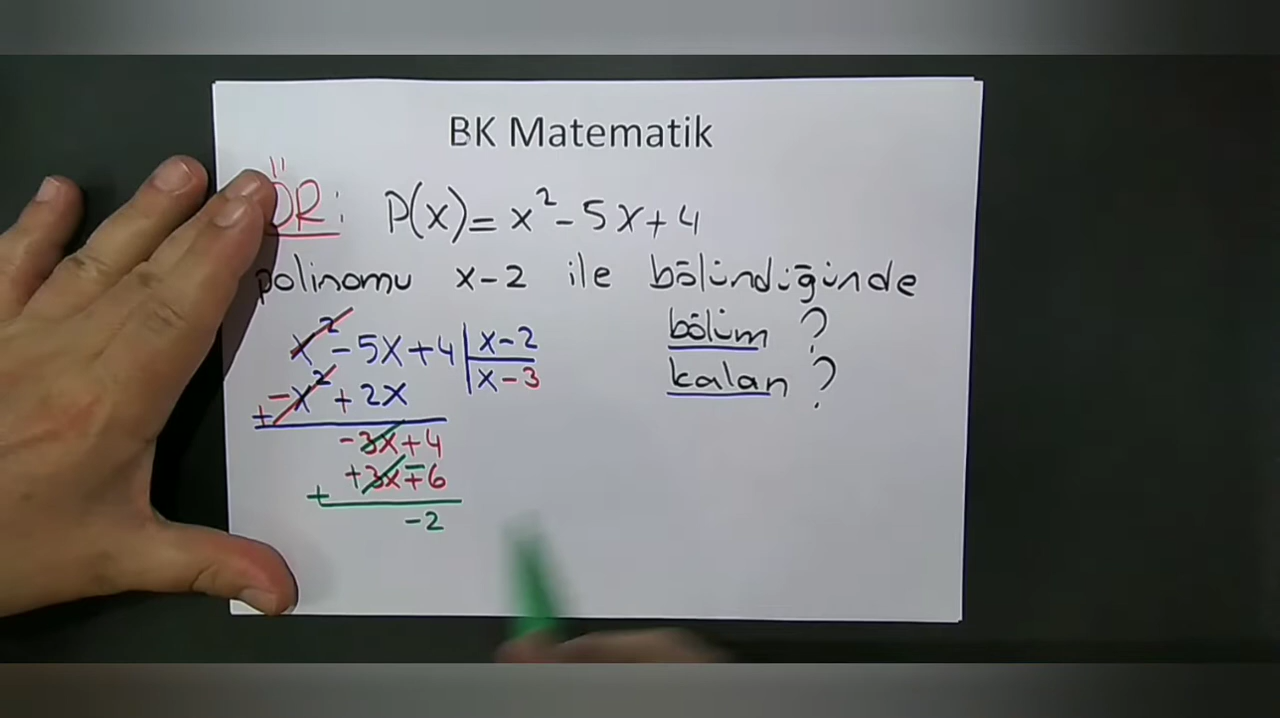 BK Matematik
ÖR: P(x) = x² - 5x + 4
polinomu x-2 ile bölündüğünde
bölüm ?
kalan ?
x² - 5x + 4 | x - 2
-x² + 2x | x - 3
+
-3x + 4
+3x - 6
+
-2